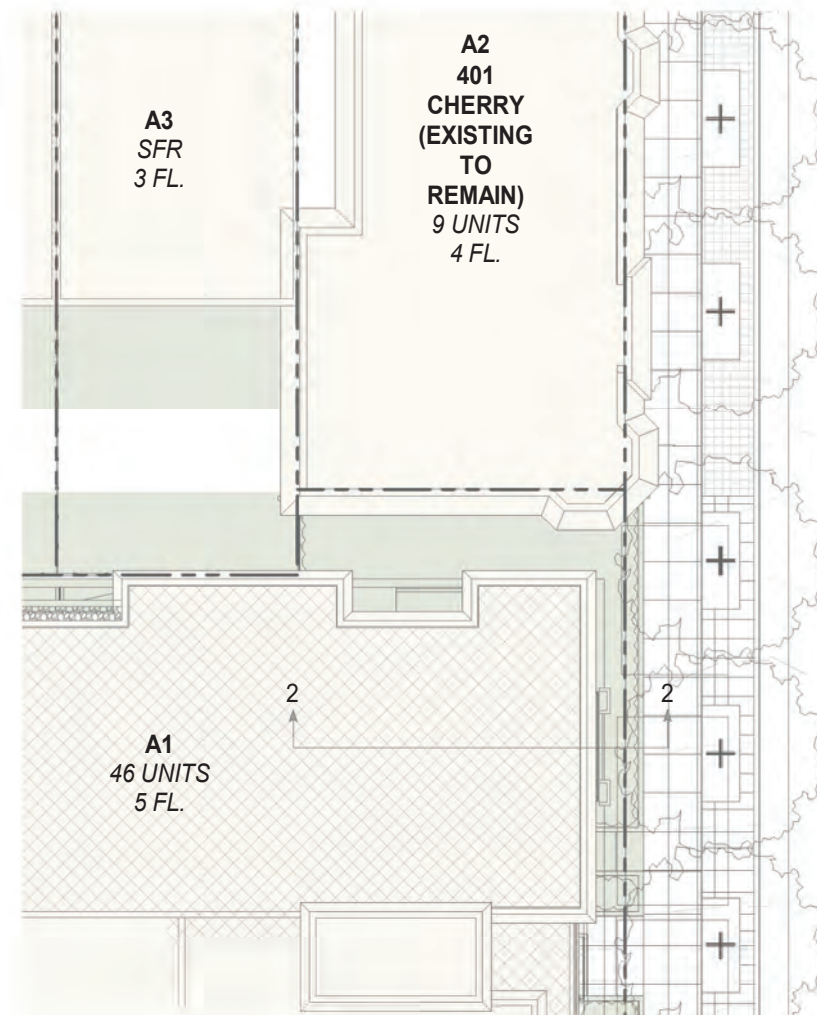 A3
SFR
3 FL.
A2
401
CHERRY
(EXISTING
TO
REMAIN)
9 UNITS
4 FL.
2
2
A1
46 UNITS
5 FL.